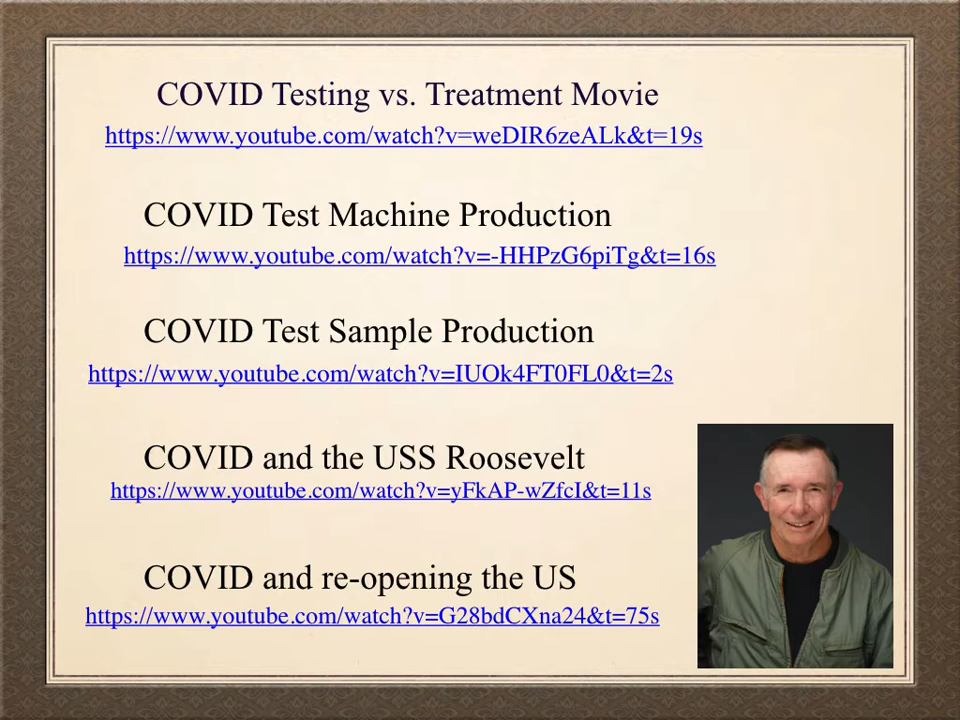 COVID Testing vs. Treatment Movie
https://www.youtube.com/watch?v=weDIR6zeALk&t=19s
COVID Test Machine Production
https://www.youtube.com/watch?v=-HHPzG6piTg&t=16s
COVID Test Sample Production
https://www.youtube.com/watch?v=IUOk4FT0FL0&t=2s
COVID and the USS Roosevelt
https://www.youtube.com/watch?v=yFkAP-wZfcI&t=11s
COVID and re-opening the US
https://www.youtube.com/watch?v=G28bdCXna24&t=75s